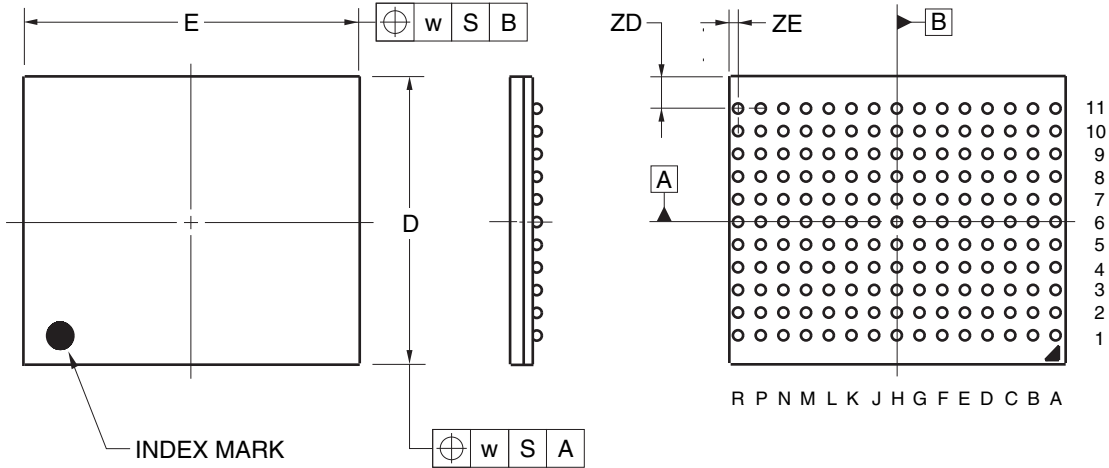 E
w S B
ZD
ZE
B
11
10
9
8
7
6
5
4
3
2
1
A
D
R P N M L K J H G F E D C B A
INDEX MARK
w S A